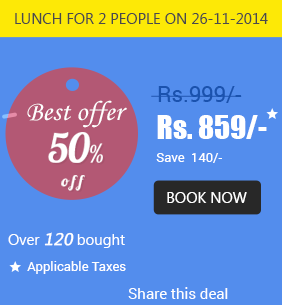 LUNCH FOR 2 PEOPLE ON 26-11-2014
Best offer
50%
off
Rs.999/-
Rs. 859/-★
Save 140/-
BOOK NOW
Over 120 bought
★ Applicable Taxes
Share this deal